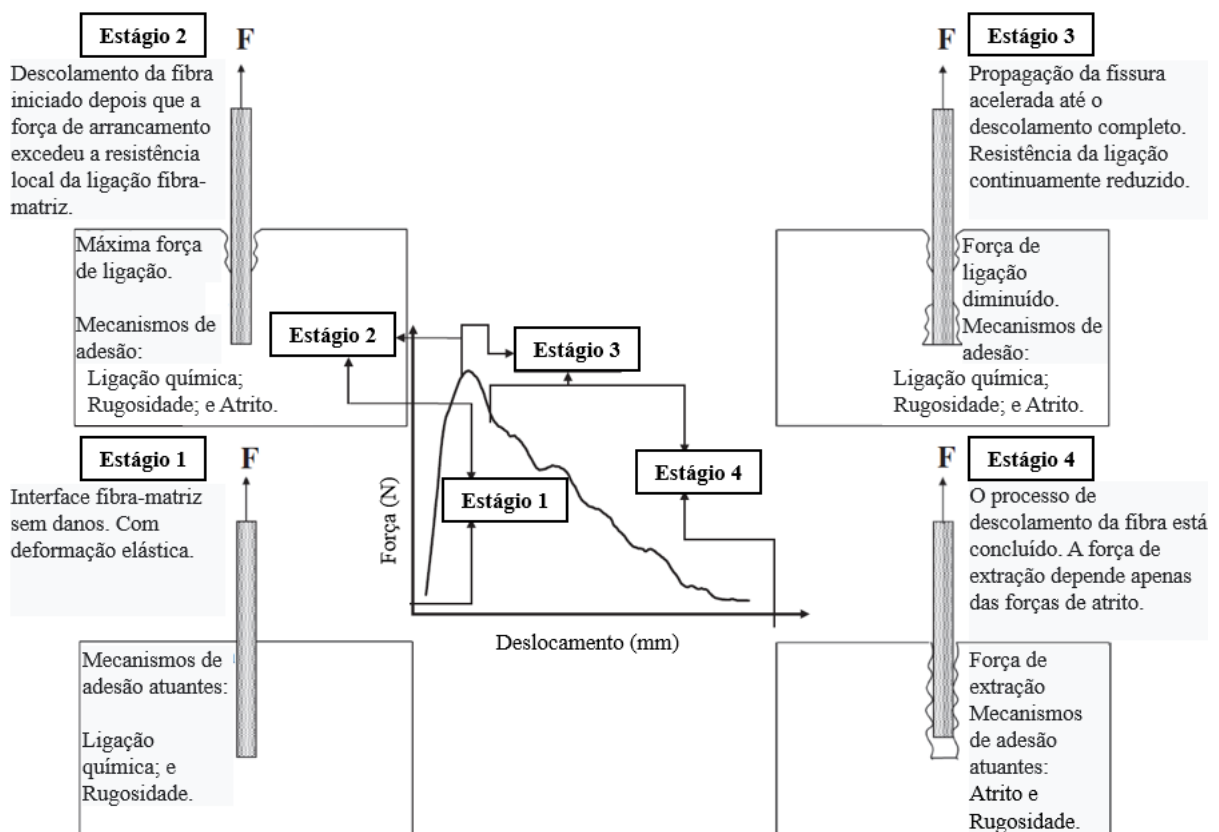 Estágio 2
F
Descolamento da fibra
iniciado depois que a
força de arrancamento
excedeu a resistência
local da ligação fibra-
matriz.
Máxima força
de ligação.
Mecanismos de
adesão:
Ligação química;
Rugosidade; e Atrito.
F
Estágio 3
Propagação da fissura
acelerada até o
descolamento completo.
Resistência da ligação
continuamente reduzido.
Força de
ligação
diminuído.
Mecanismos de
adesão:
Ligação química;
Rugosidade; e Atrito.
Estágio 2
Estágio 3
Estágio 4
Estágio 1
Força (N)
Deslocamento (mm)
Estágio 1
F
Interface fibra-matriz
sem danos. Com
deformação elástica.
Mecanismos de
adesão atuantes:
Ligação
química; e
Rugosidade.
F
Estágio 4
O processo de
descolamento da fibra está
concluído. A força de
extração depende apenas
das forças de atrito.
Força de
extração
Mecanismos
de adesão
atuantes:
Atrito e
Rugosidade.